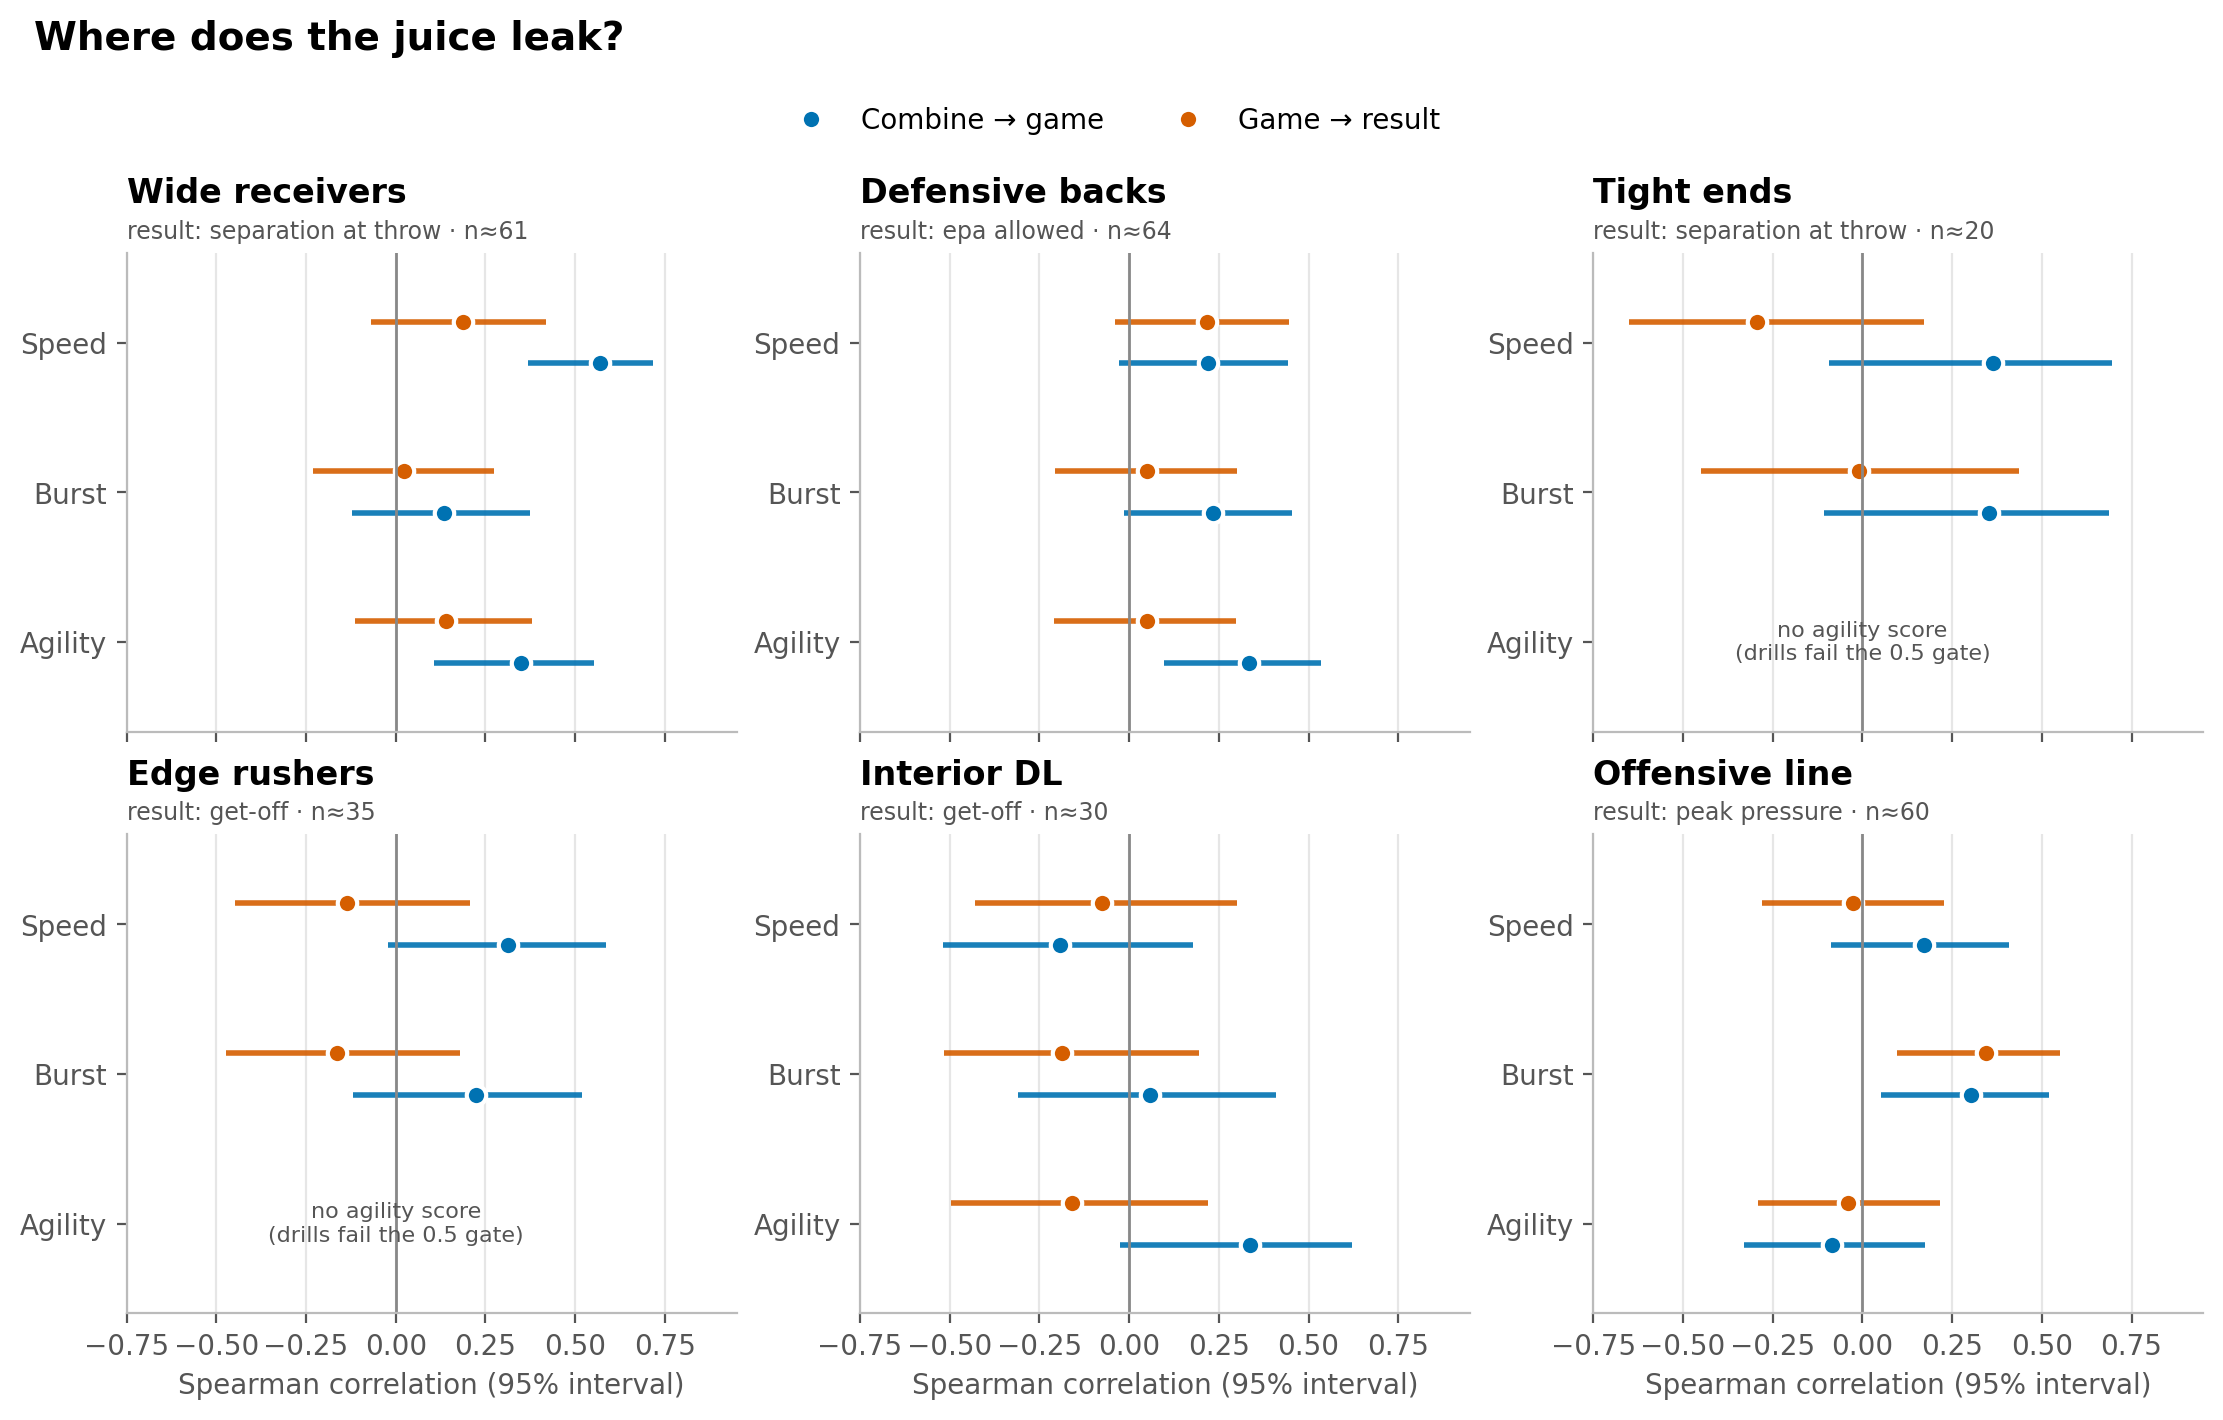 Where does the juice leak?
Combine → game
Game → result
Wide receivers
result: separation at throw · n≈61
Speed
Burst
Agility
Defensive backs
result: epa allowed · n≈64
Speed
Burst
Agility
Tight ends
result: separation at throw · n≈20
Speed
Burst
Agility
no agility score
(drills fail the 0.5 gate)
Edge rushers
result: get-off · n≈35
Speed
Burst
Agility
no agility score
(drills fail the 0.5 gate)
−0.75 −0.50 −0.25 0.00 0.25 0.50 0.75
Spearman correlation (95% interval)
Interior DL
result: get-off · n≈30
Speed
Burst
Agility
−0.75 −0.50 −0.25 0.00 0.25 0.50 0.75
Spearman correlation (95% interval)
Offensive line
result: peak pressure · n≈60
Speed
Burst
Agility
−0.75 −0.50 −0.25 0.00 0.25 0.50 0.75
Spearman correlation (95% interval)